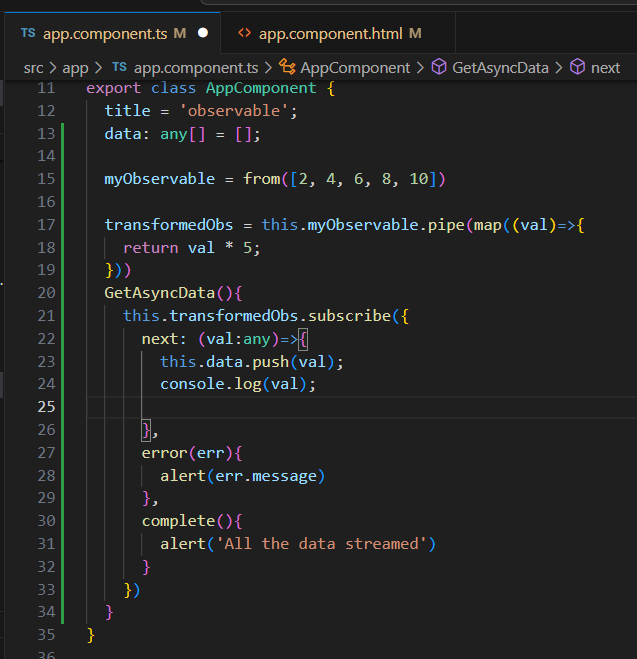 TS app.component.ts M ● <> app.component.html M
src > app > TS app.component.ts > AppComponent > GetAsyncData > next
11 export class AppComponent {
12 title = 'observable';
13 data: any[] = [];
14
15 myObservable = from([2, 4, 6, 8, 10])
16
17 transformedObs = this.myObservable.pipe(map((val)=>{
18 return val * 5;
19 }))
20 GetAsyncData(){
21 this.transformedObs.subscribe({
22 next: (val:any)=>{
23 this.data.push(val);
24 console.log(val);
25
26 },
27 error(err){
28 alert(err.message)
29 },
30 complete(){
31 alert('All the data streamed')
32 }
33 })
34 }
35 }
36